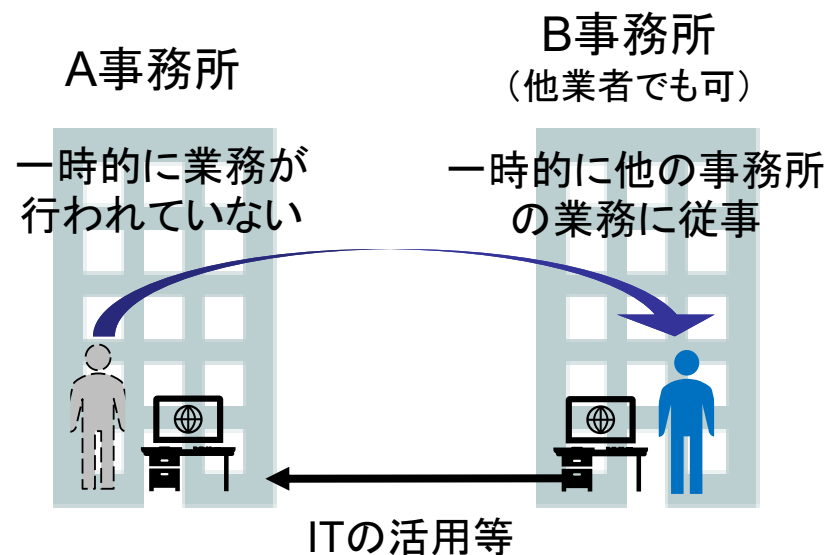 A事務所
一時的に業務が
行われていない
B事務所
（他業者でも可）
一時的に他の事務所
の業務に従事
ITの活用等